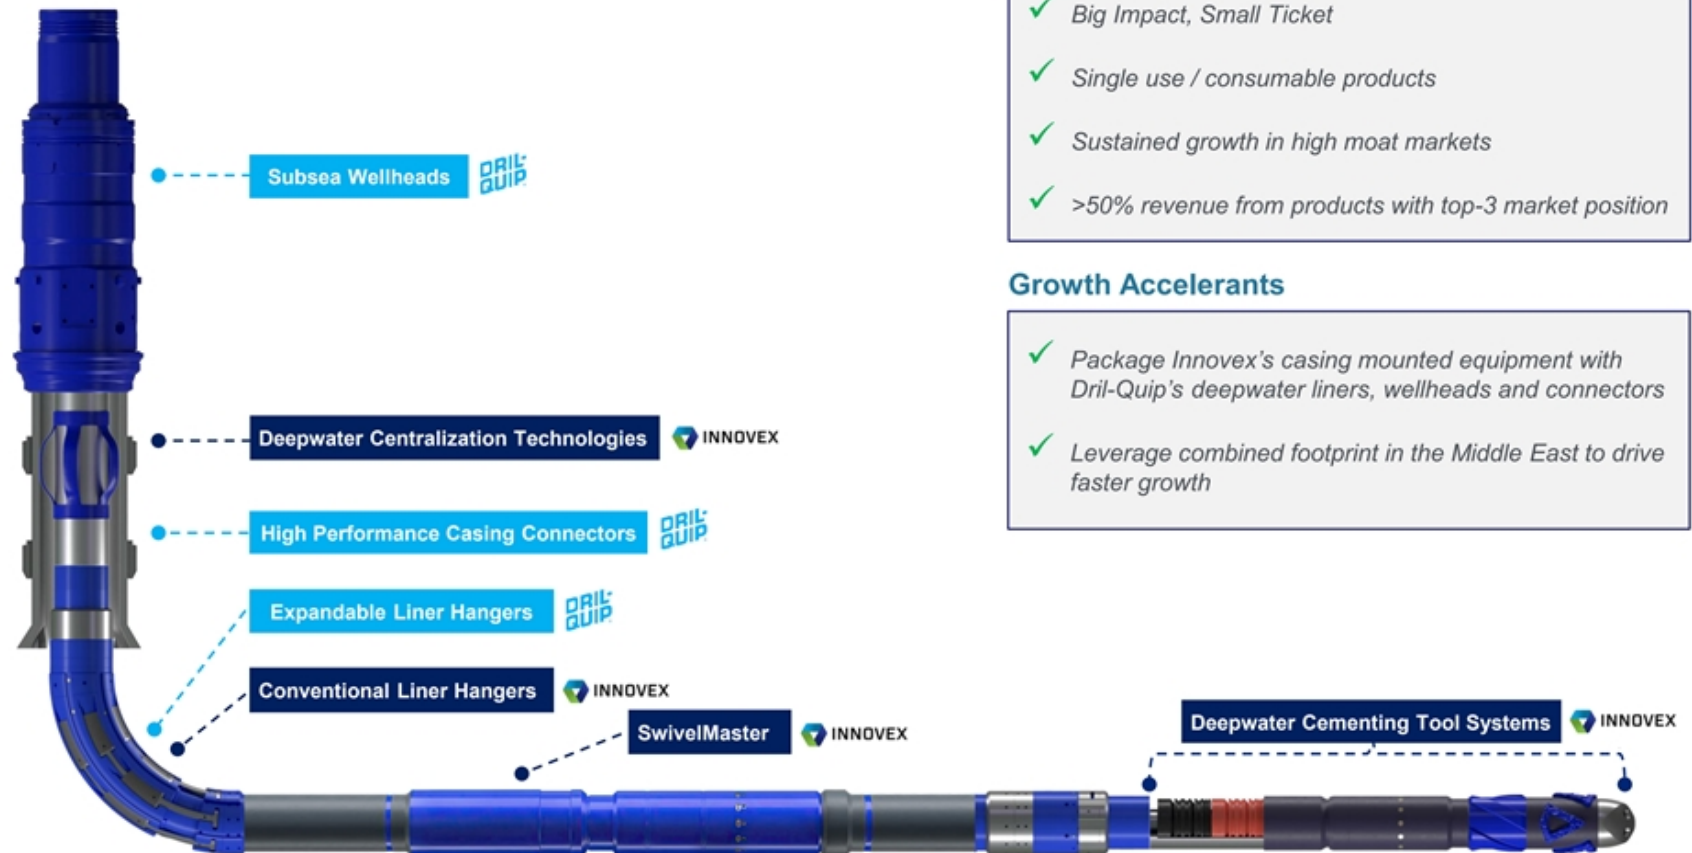 Big Impact, Small Ticket
Single use / consumable products
Sustained growth in high moat markets
>50% revenue from products with top-3 market position
Growth Accelerants
Package Innovex's casing mounted equipment with
Dril-Quip's deepwater liners, wellheads and connectors
Leverage combined footprint in the Middle East to drive
faster growth
Subsea Wellheads
DRIL-
QUIP
Deepwater Centralization Technologies
INNOVEX
High Performance Casing Connectors
DRIL-
QUIP
Expandable Liner Hangers
DRIL-
QUIP
Conventional Liner Hangers
INNOVEX
SwivelMaster
INNOVEX
Deepwater Cementing Tool Systems
INNOVEX